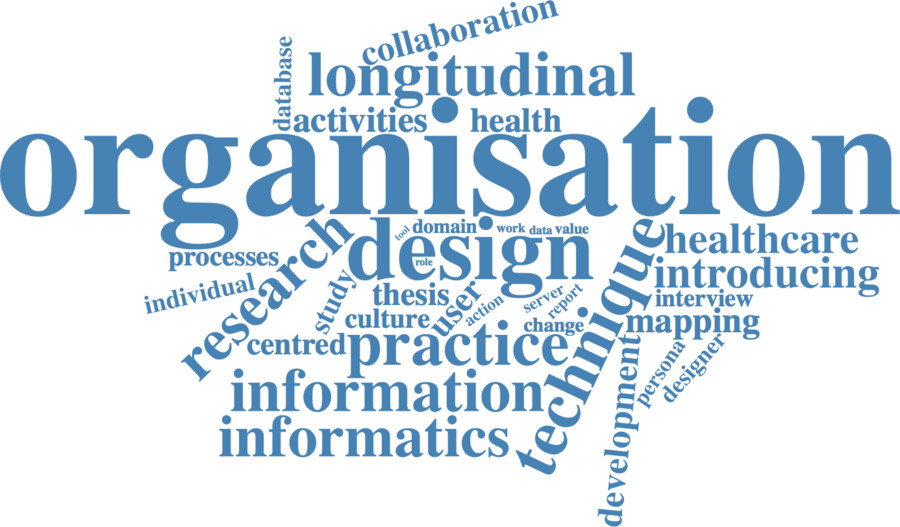 collaboration
database
longitudinal
activities
health
organisation
research
design
tool
domain
work
data
value
role
technique
healthcare
processes
introducing
individual
study
thesis
user
action
server
report
interview
culture
change
mapping
centred
practice
persona
designer
development
information
informatics